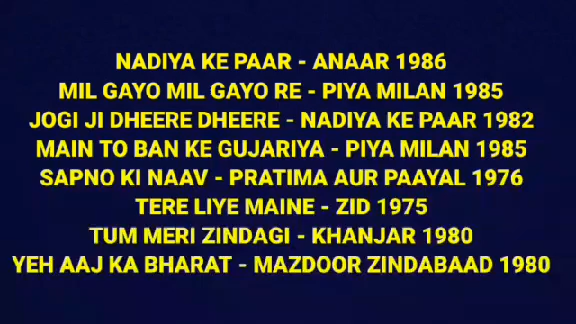 NADIYA KE PAAR - ANAAR 1986
MIL GAYO MIL GAYO RE - PIYA MILAN 1985
JOGI JI DHEERE DHEERE - NADIYA KE PAAR 1982
MAIN TO BAN KE GUJARIYA - PIYA MILAN 1985
SAPNO KI NAAV - PRATIMA AUR PAAYAL 1976
TERE LIYE MAINE - ZID 1975
TUM MERI ZINDAGI - KHANJAR 1980
YEH AAJ KA BHARAT - MAZDOOR ZINDABAAD 1980